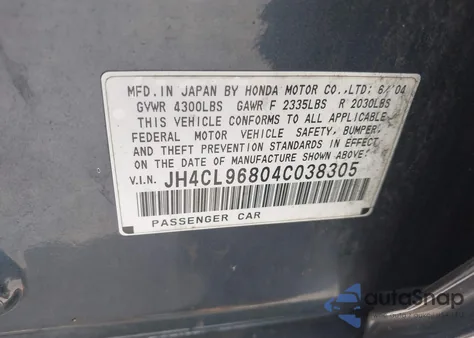 MFD. IN JAPAN BY HONDA MOTOR CO.,LTD: 6/04
GVWR 4300LBS GAWR F 2335LBS R 2030LBS
THIS VEHICLE CONFORMS TO ALL APPLICABLE
FEDERAL MOTOR VEHICLE SAFETY, BUMPER,
AND THEFT PREVENTION STANDARDS IN EFFECT
ON THE DATE OF MANUFACTURE SHOWN ABOVE.
V.I.N. JH4CL96804C038305
PASSENGER CAR
autoSnap